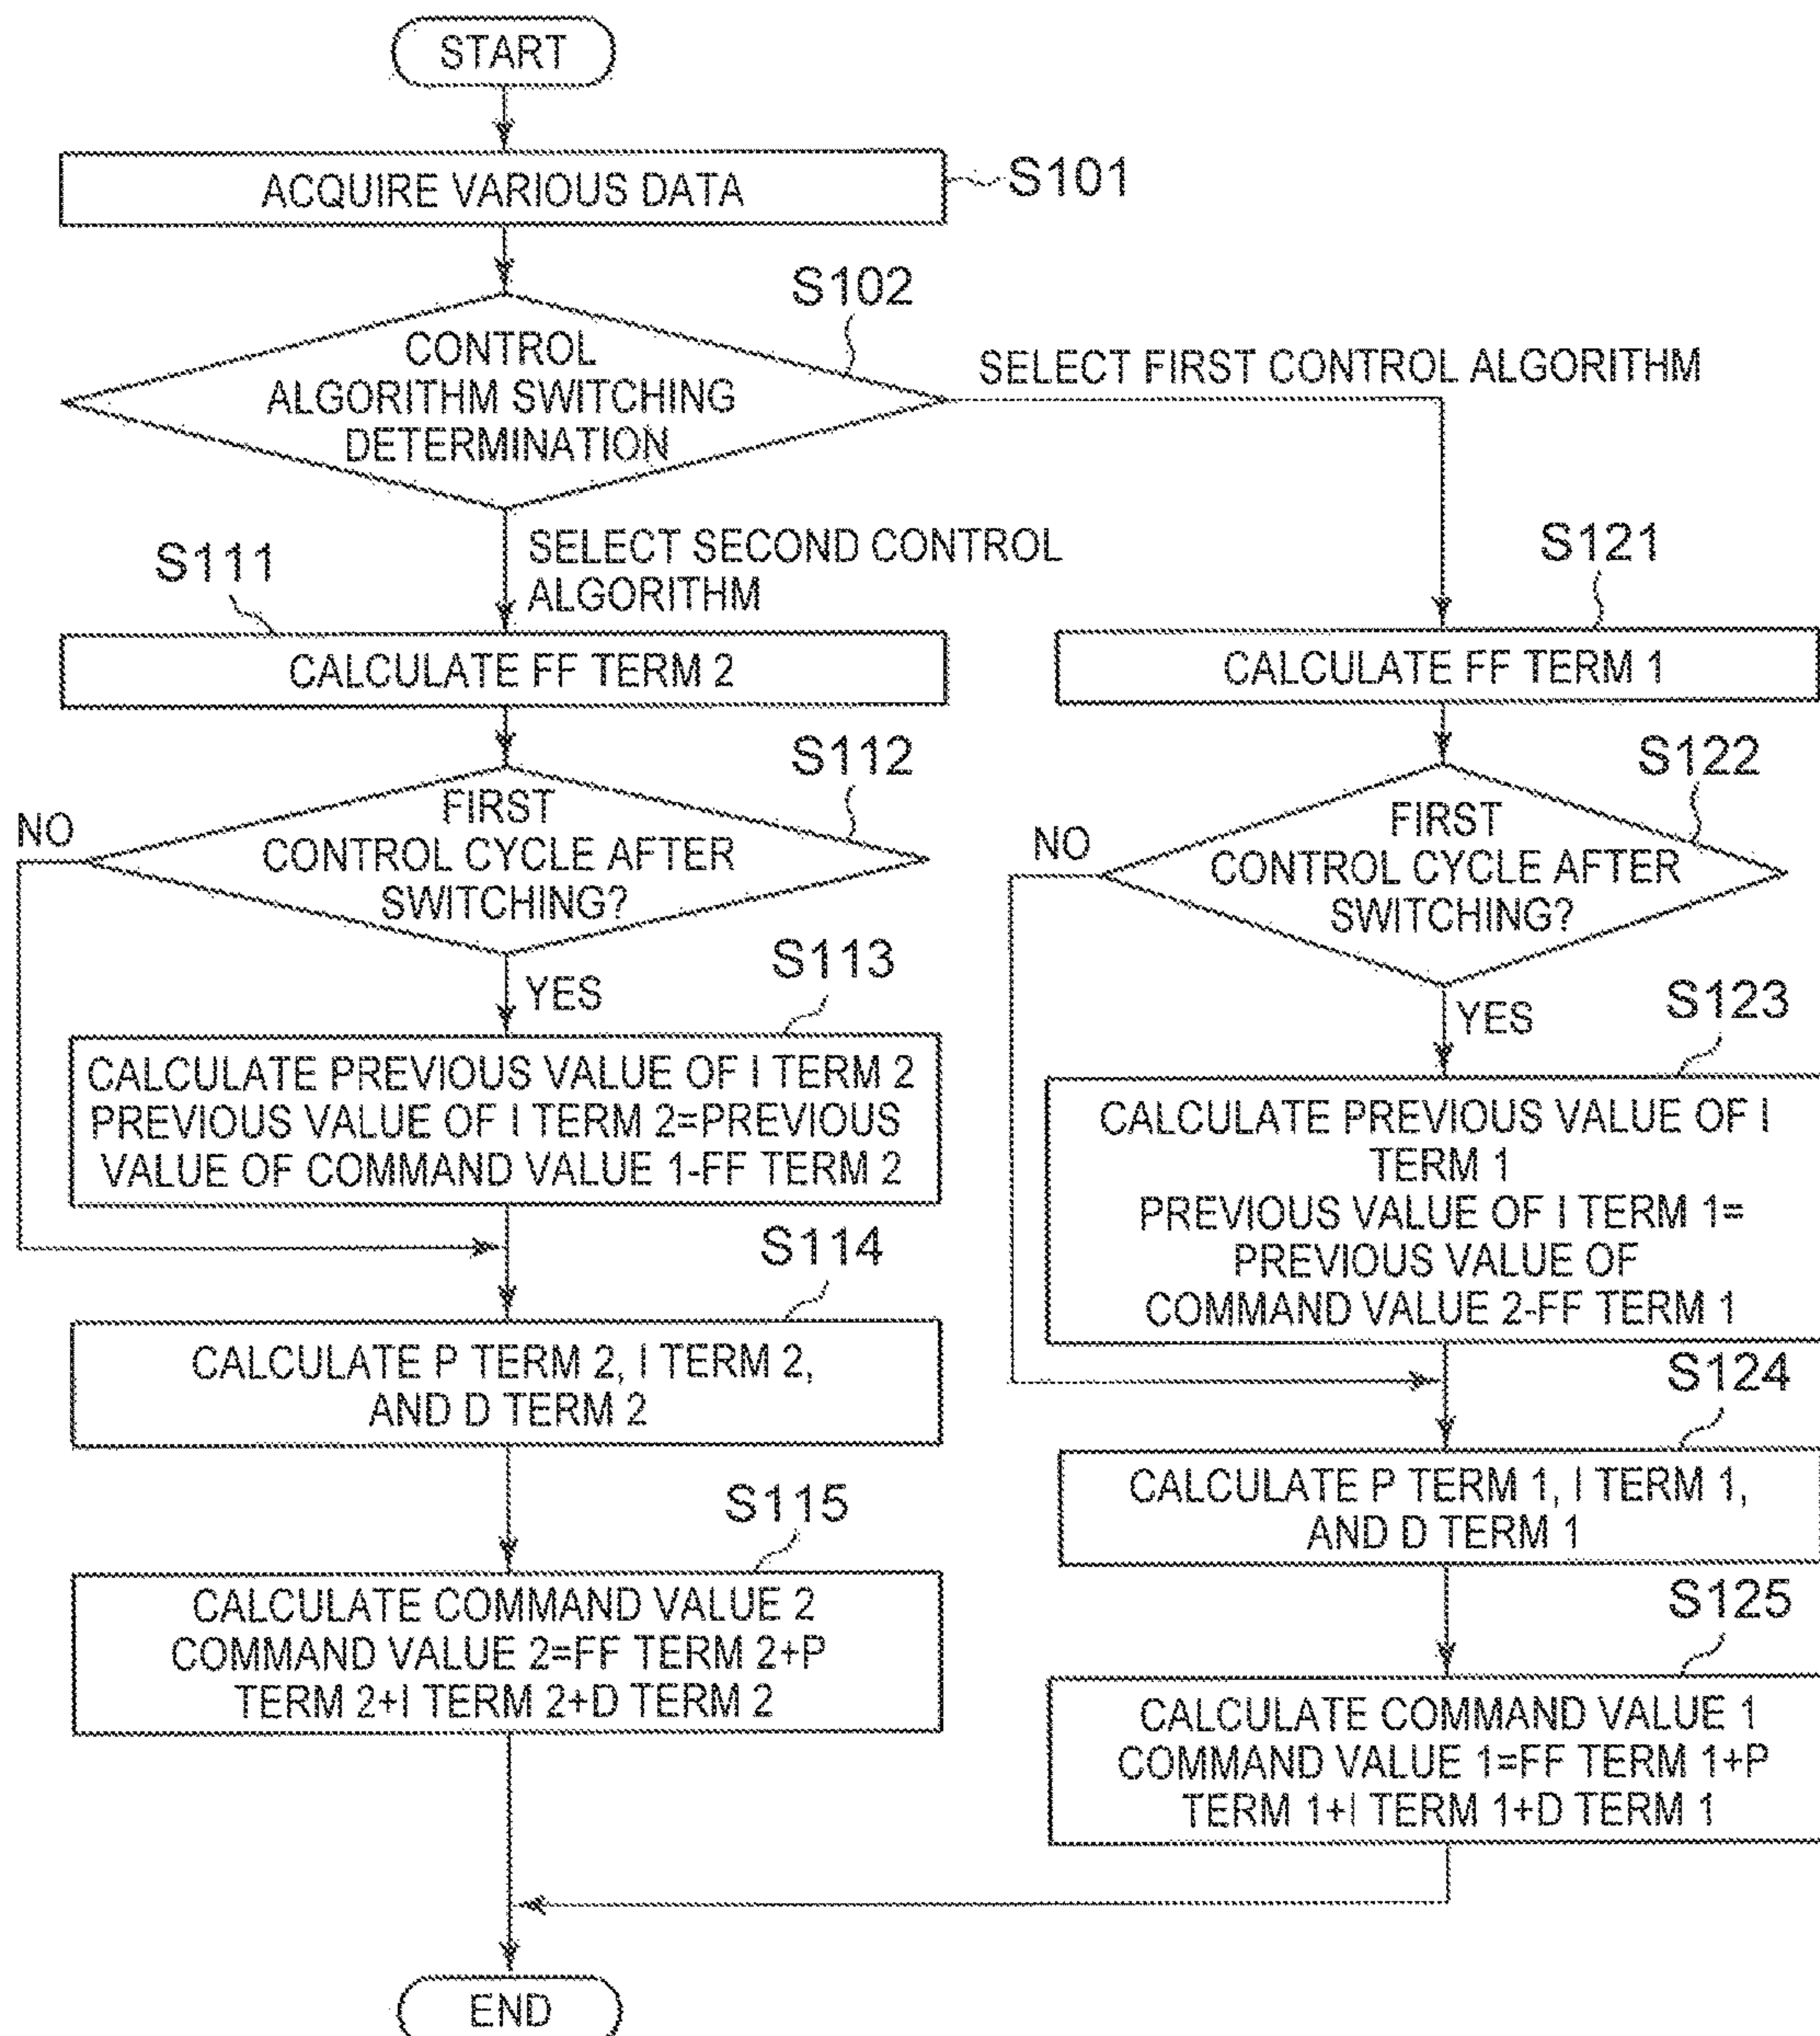 START
ACQUIRE VARIOUS DATA
S101
S102
CONTROL
ALGORITHM SWITCHING
DETERMINATION
SELECT FIRST CONTROL ALGORITHM
SELECT SECOND CONTROL
ALGORITHM
S111
CALCULATE FF TERM 2
S112
FIRST
CONTROL CYCLE AFTER
SWITCHING?
NO
YES
S113
CALCULATE PREVIOUS VALUE OF I TERM 2
PREVIOUS VALUE OF I TERM 2=PREVIOUS
VALUE OF COMMAND VALUE 1-FF TERM 2
S114
CALCULATE P TERM 2, I TERM 2,
AND D TERM 2
S115
CALCULATE COMMAND VALUE 2
COMMAND VALUE 2=FF TERM 2+P
TERM 2+I TERM 2+D TERM 2
S121
CALCULATE FF TERM 1
S122
FIRST
CONTROL CYCLE AFTER
SWITCHING?
NO
YES
S123
CALCULATE PREVIOUS VALUE OF I
TERM 1
PREVIOUS VALUE OF I TERM 1=
PREVIOUS VALUE OF
COMMAND VALUE 2-FF TERM 1
S124
CALCULATE P TERM 1, I TERM 1,
AND D TERM 1
S125
CALCULATE COMMAND VALUE 1
COMMAND VALUE 1=FF TERM 1+P
TERM 1+I TERM 1+D TERM 1
END